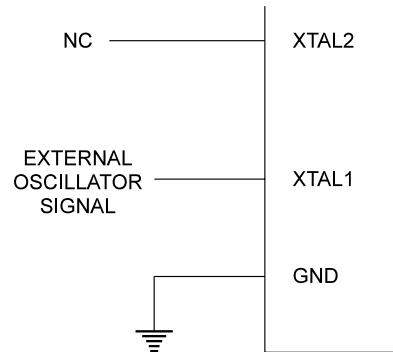 NC
XTAL2
EXTERNAL
OSCILLATOR
SIGNAL
XTAL1
GND